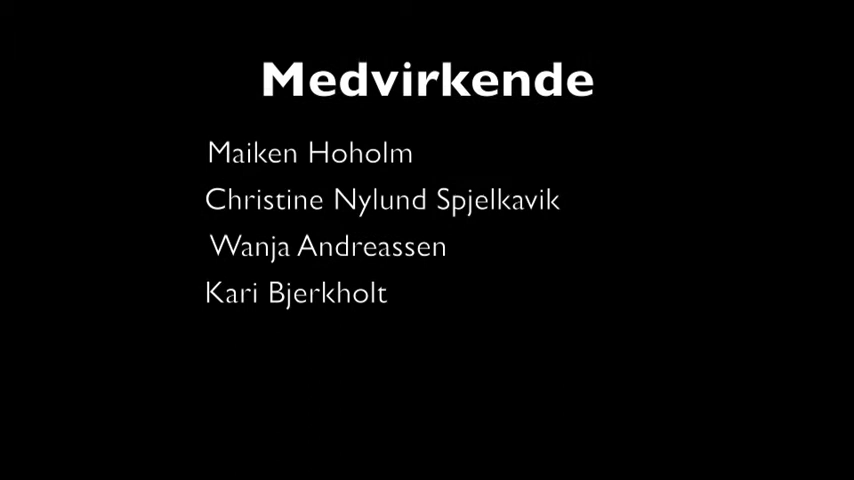 Medvirkende
Maiken Hoholm
Christine Nylund Spjelkavik
Wanja Andreassen
Kari Bjerkholt